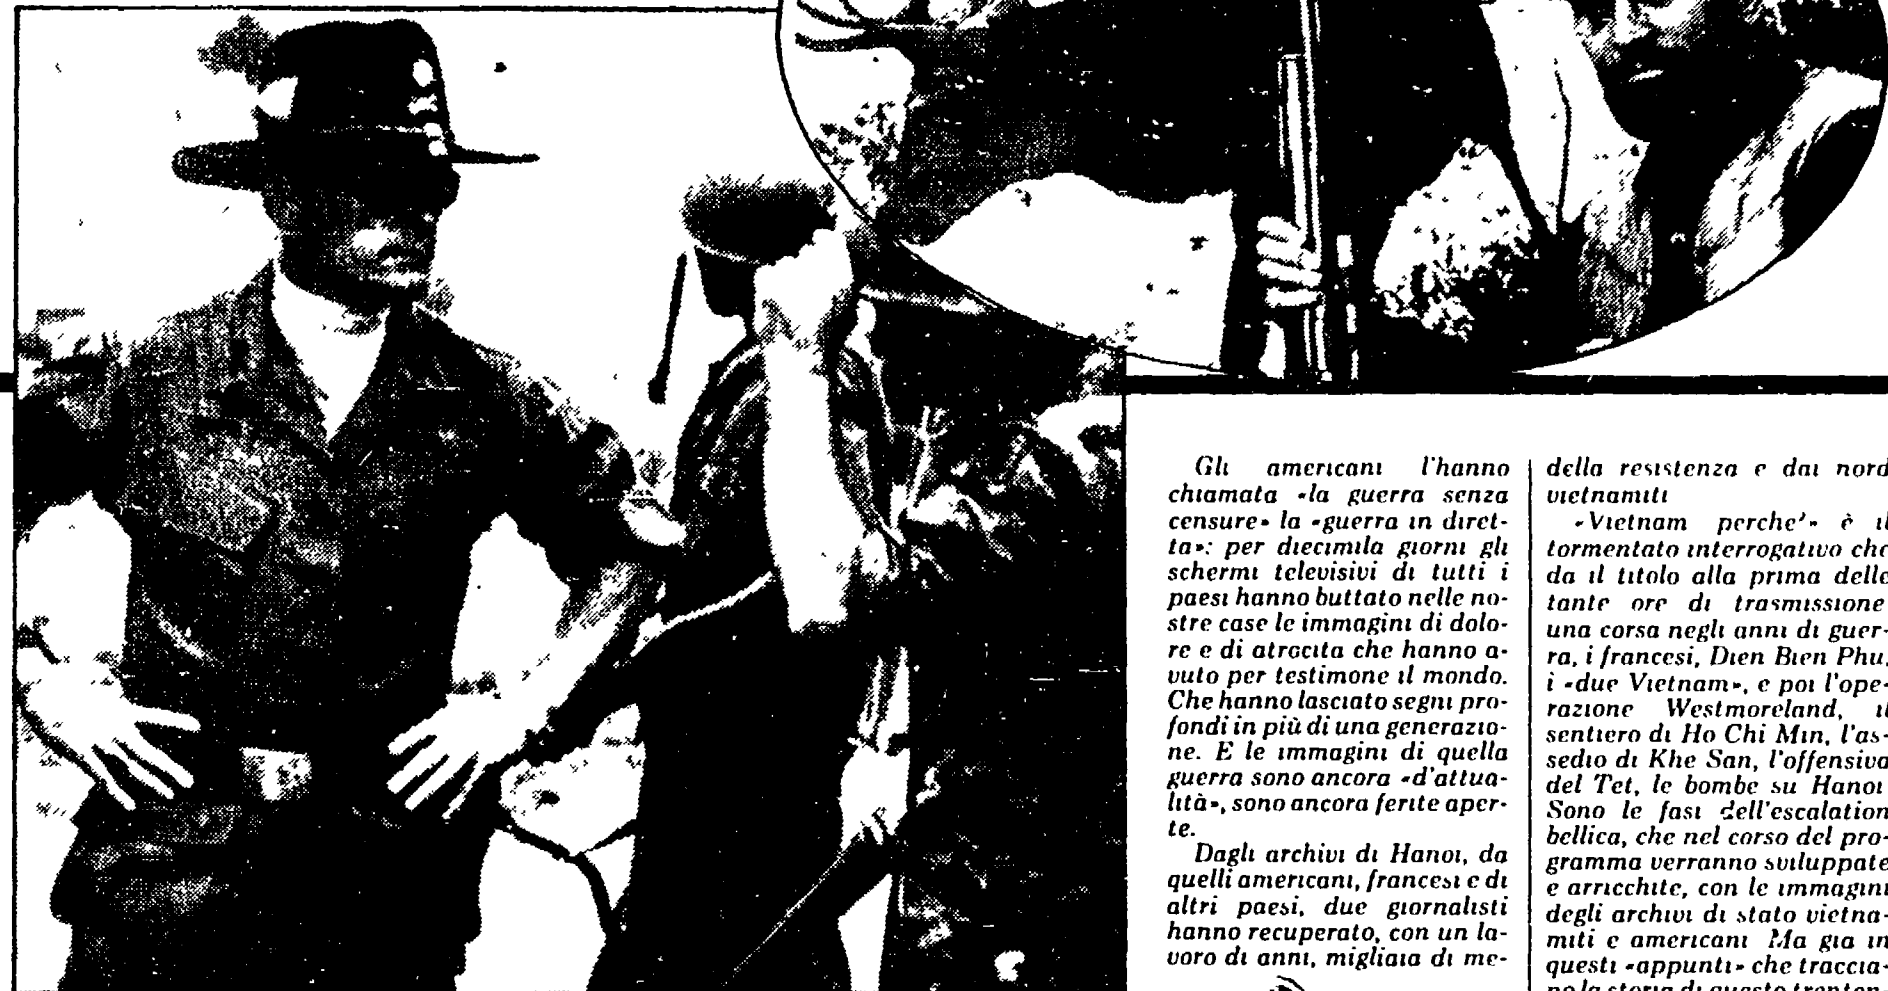 Gli americani l'hanno
chiamata «la guerra senza
censure» la «guerra in diret-
ta»: per diecimila giorni gli
schermi televisivi di tutti i
paesi hanno buttato nelle no-
stre case le immagini di dolo-
re e di atrocita che hanno a-
vuto per testimone il mondo.
Che hanno lasciato segni pro-
fondi in più di una generazio-
ne. E le immagini di quella
guerra sono ancora «d'attua-
lità», sono ancora ferite aper-
te.
Dagli archivi di Hanoi, da
quelli americani, francesi e di
altri paesi, due giornalisti
hanno recuperato, con un la-
voro di anni, migliaia di me-
della resistenza e dai nord
vietnamiti
«Vietnam perche'» è il
tormentato interrogativo che
da il titolo alla prima delle
tante ore di trasmissione
una corsa negli anni di guer-
ra, i francesi, Dien Bien Phu,
i «due Vietnam», e poi l'ope-
razione Westmoreland, il
sentiero di Ho Chi Min, l'as-
sedio di Khe San, l'offensiva
del Tet, le bombe su Hanoi
Sono le fasi dell'escalation
bellica, che nel corso del pro-
gramma verranno sviluppate
e arricchite, con le immagini
degli archivi di stato vietna-
miti e americani Ma gia in
questi «appunti» che traccia-
no la storia di questo trenten-